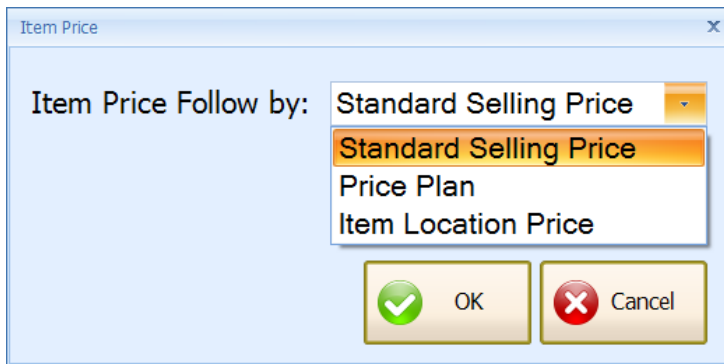 Item Price
x
Item Price Follow by: Standard Selling Price
Standard Selling Price
Price Plan
Item Location Price
OK Cancel